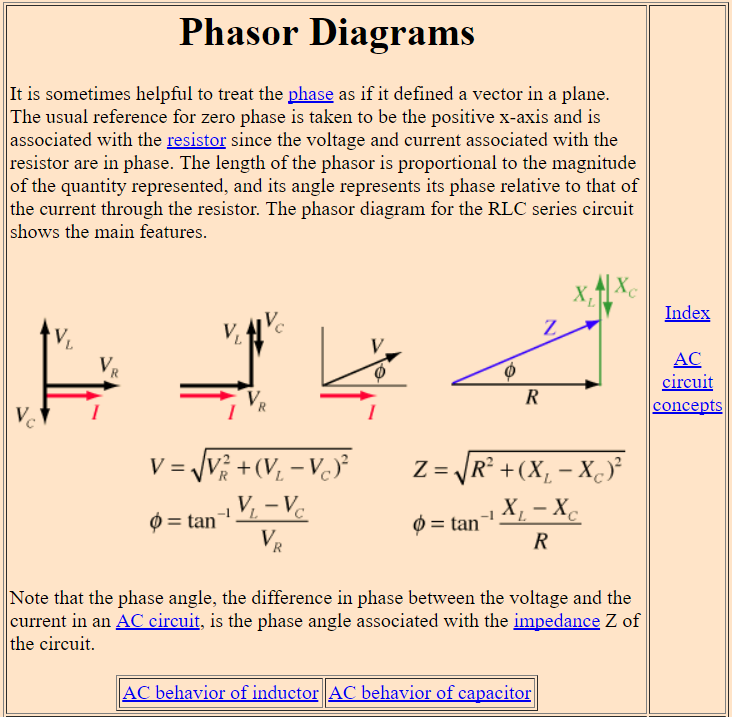 Phasor Diagrams
It is sometimes helpful to treat the phase as if it defined a vector in a plane.
The usual reference for zero phase is taken to be the positive x-axis and is
associated with the resistor since the voltage and current associated with the
resistor are in phase. The length of the phasor is proportional to the magnitude
of the quantity represented, and its angle represents its phase relative to that of
the current through the resistor. The phasor diagram for the RLC series circuit
shows the main features.
V_L
V_R
V_C
I
V_L
V_C
V_R
I
V
ϕ
I
X_L
X_C
Z
ϕ
R
V = √(V_R² + (V_L − V_C)²)
ϕ = tan⁻¹ (V_L − V_C) / V_R
Z = √(R² + (X_L − X_C)²)
ϕ = tan⁻¹ (X_L − X_C) / R
Note that the phase angle, the difference in phase between the voltage and the
current in an AC circuit, is the phase angle associated with the impedance Z of
the circuit.
AC behavior of inductor
AC behavior of capacitor
Index
AC
circuit
concepts